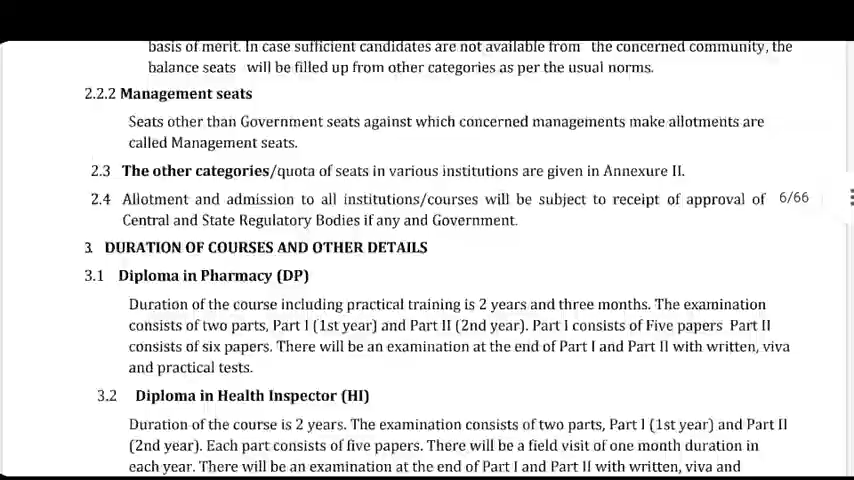 basis of merit. In case sufficient candidates are not available from the concerned community, the
balance seats will be filled up from other categories as per the usual norms.
2.2.2 Management seats
Seats other than Government seats against which concerned managements make allotments are
called Management seats.
2.3 The other categories/quota of seats in various institutions are given in Annexure II.
2.4 Allotment and admission to all institutions/courses will be subject to receipt of approval of
6/66
Central and State Regulatory Bodies if any and Government.
3. DURATION OF COURSES AND OTHER DETAILS
3.1 Diploma in Pharmacy (DP)
Duration of the course including practical training is 2 years and three months. The examination
consists of two parts, Part I (1st year) and Part II (2nd year). Part I consists of Five papers Part II
consists of six papers. There will be an examination at the end of Part I and Part II with written, viva
and practical tests.
3.2 Diploma in Health Inspector (HI)
Duration of the course is 2 years. The examination consists of two parts, Part I (1st year) and Part II
(2nd year). Each part consists of five papers. There will be a field visit of one month duration in
each year. There will be an examination at the end of Part I and Part II with written, viva and